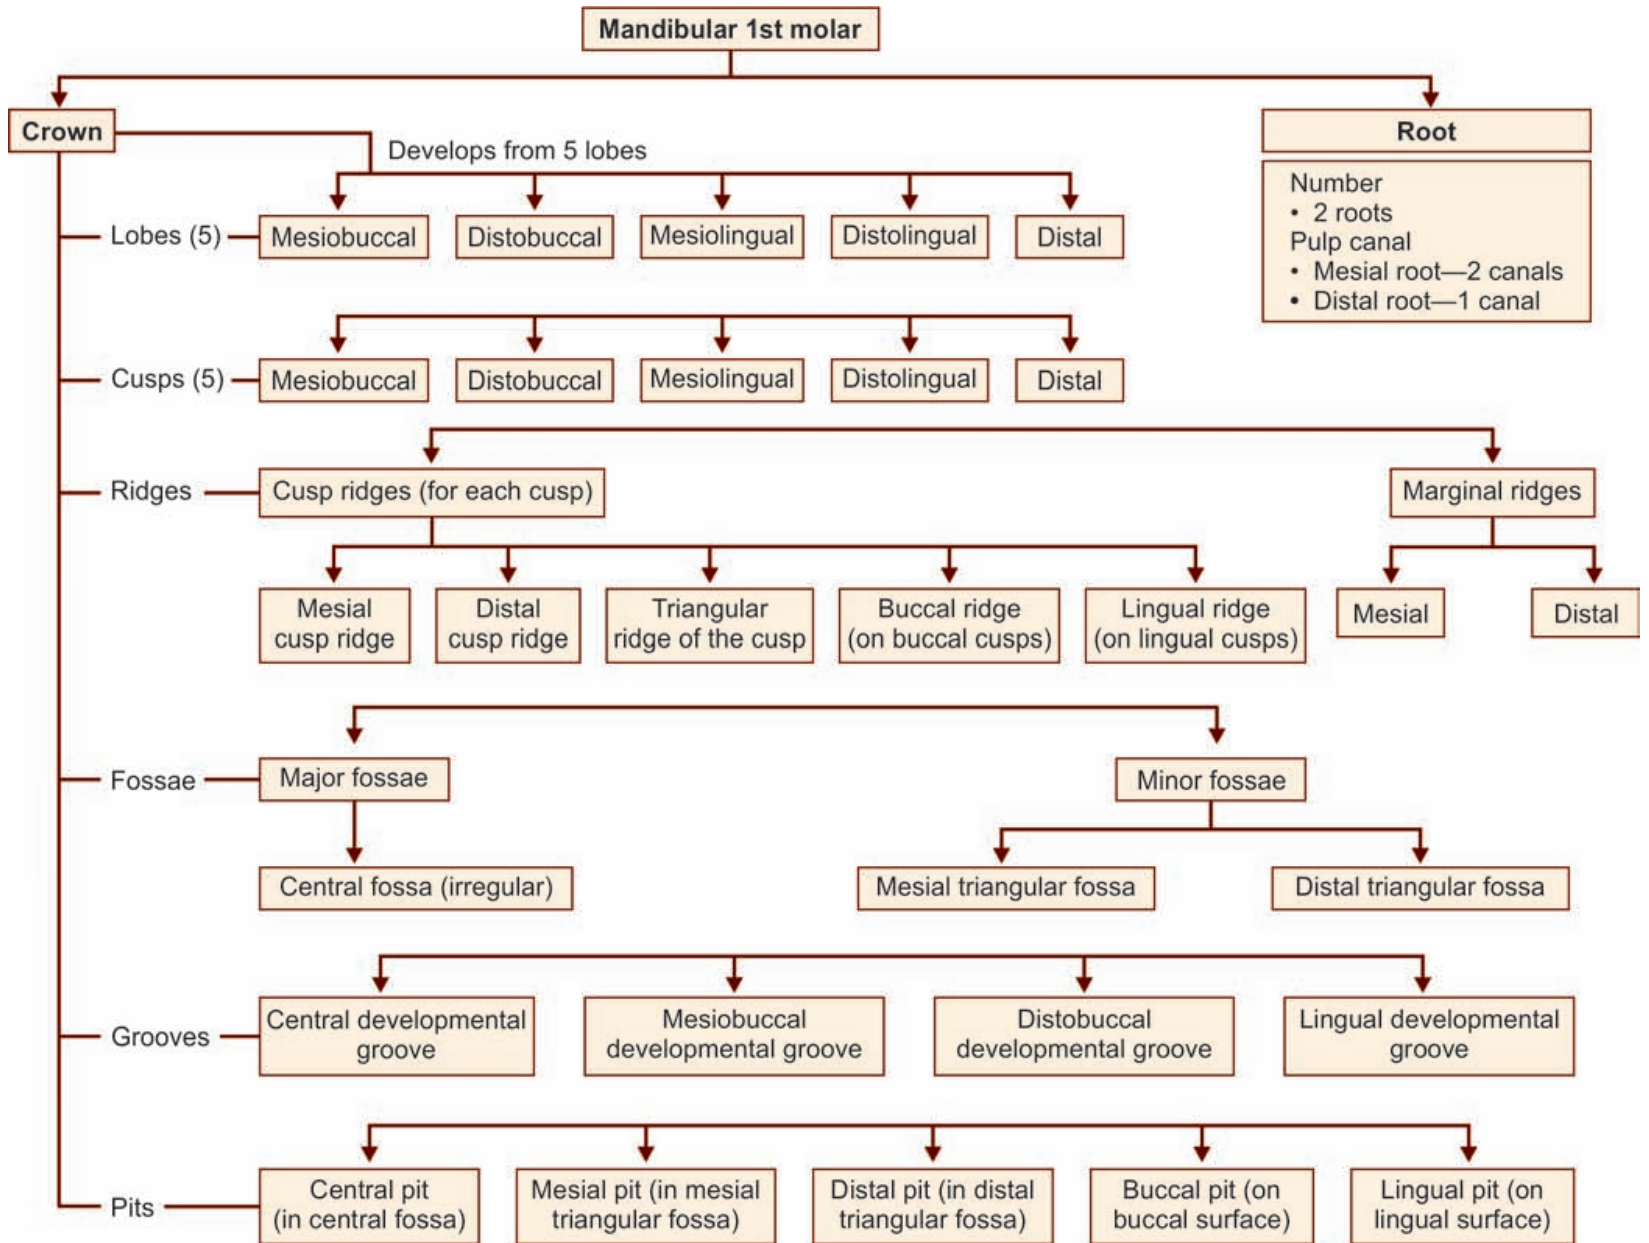 Mandibular 1st molar
Crown
Root
Develops from 5 lobes
Number
• 2 roots
Pulp canal
• Mesial root—2 canals
• Distal root—1 canal
Lobes (5)
Mesiobuccal
Distobuccal
Mesiolingual
Distolingual
Distal
Cusps (5)
Mesiobuccal
Distobuccal
Mesiolingual
Distolingual
Distal
Ridges
Cusp ridges (for each cusp)
Marginal ridges
Mesial
cusp ridge
Distal
cusp ridge
Triangular
ridge of the cusp
Buccal ridge
(on buccal cusps)
Lingual ridge
(on lingual cusps)
Mesial
Distal
Fossae
Major fossae
Minor fossae
Central fossa (irregular)
Mesial triangular fossa
Distal triangular fossa
Grooves
Central developmental
groove
Mesiobuccal
developmental groove
Distobuccal
developmental groove
Lingual developmental
groove
Pits
Central pit
(in central fossa)
Mesial pit (in mesial
triangular fossa)
Distal pit (in distal
triangular fossa)
Buccal pit (on
buccal surface)
Lingual pit (on
lingual surface)